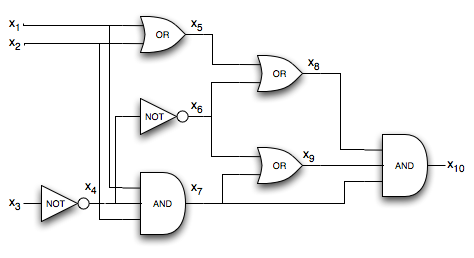 x₁
x₂
x₃
NOT
x₄
OR
x₅
NOT
x₆
AND
x₇
OR
x₈
OR
x₉
AND
x₁₀